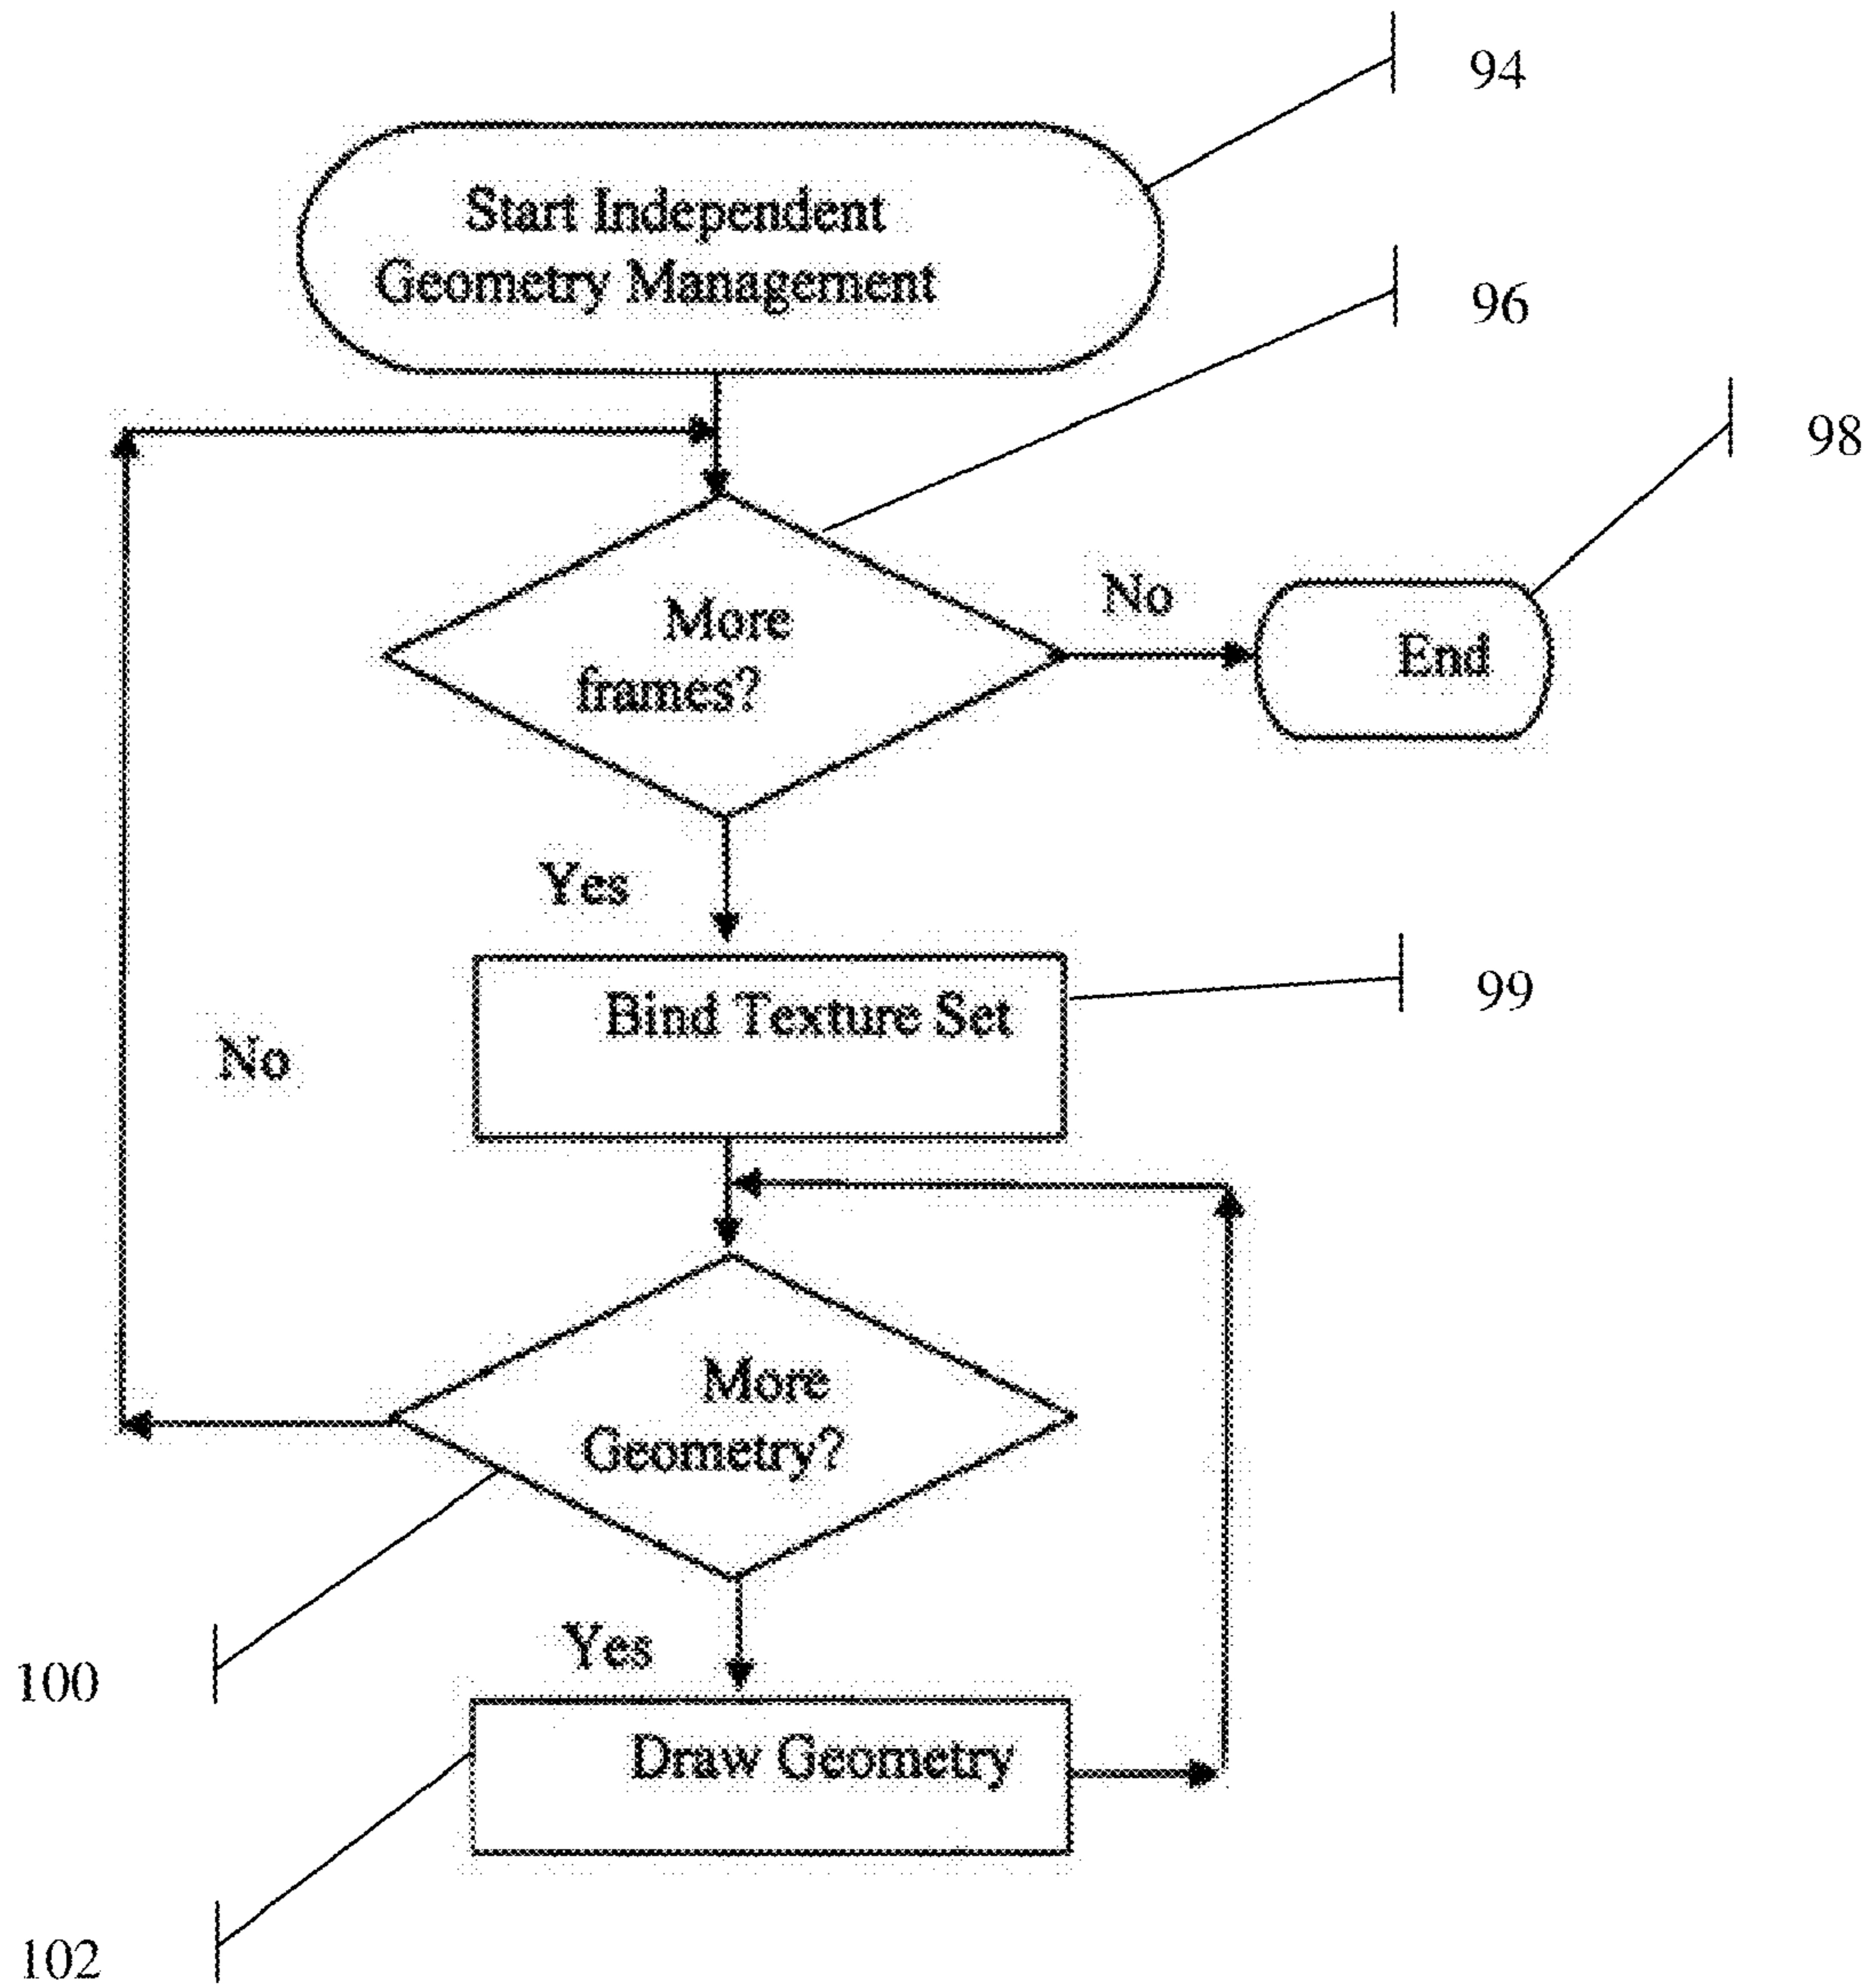 94
Start Independent
Geometry Management
96
98
More
frames?
No
End
Yes
Bind Texture Set
99
No
More
Geometry?
100
Yes
Draw Geometry
102